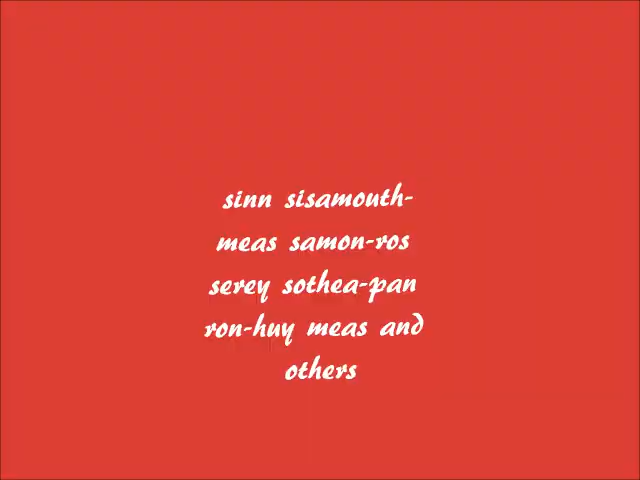 sinn sisamouth-
meas samon-ros
serey sothea-pan
ron-huy meas and
others